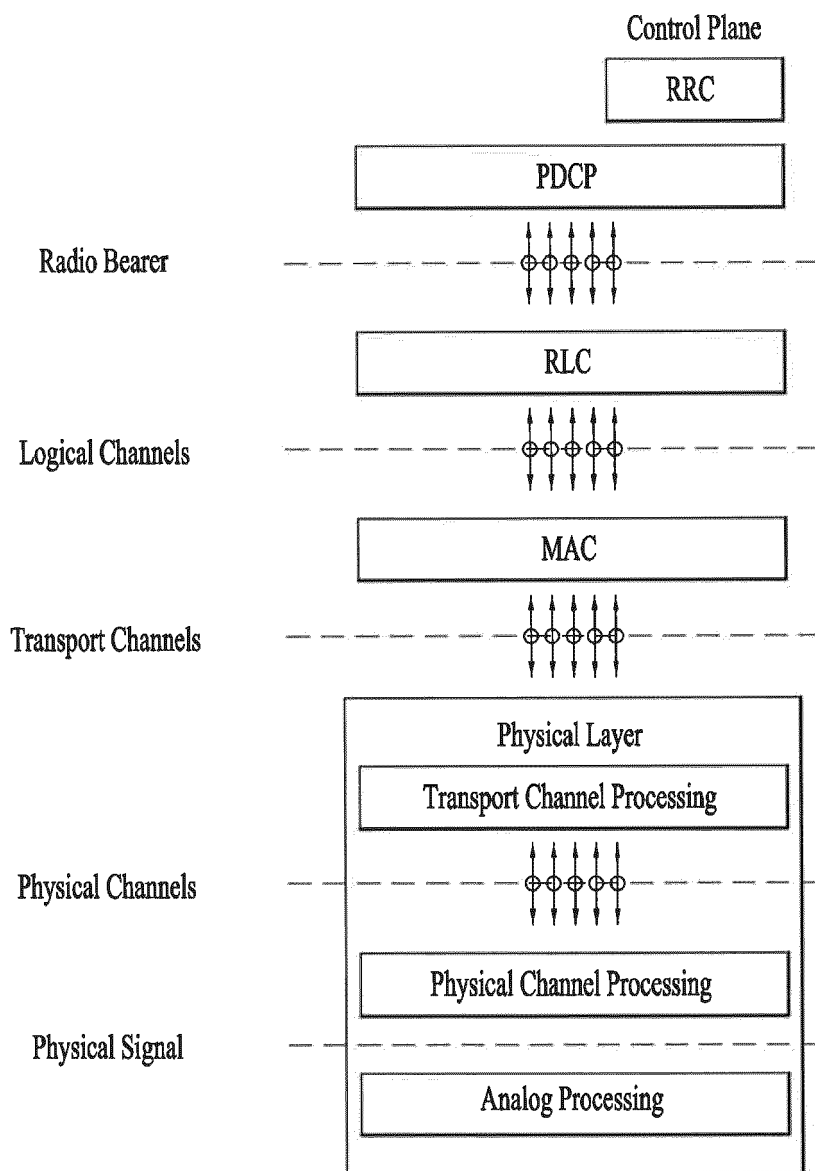 Control Plane
RRC
PDCP
Radio Bearer
RLC
Logical Channels
MAC
Transport Channels
Physical Layer
Transport Channel Processing
Physical Channels
Physical Channel Processing
Physical Signal
Analog Processing